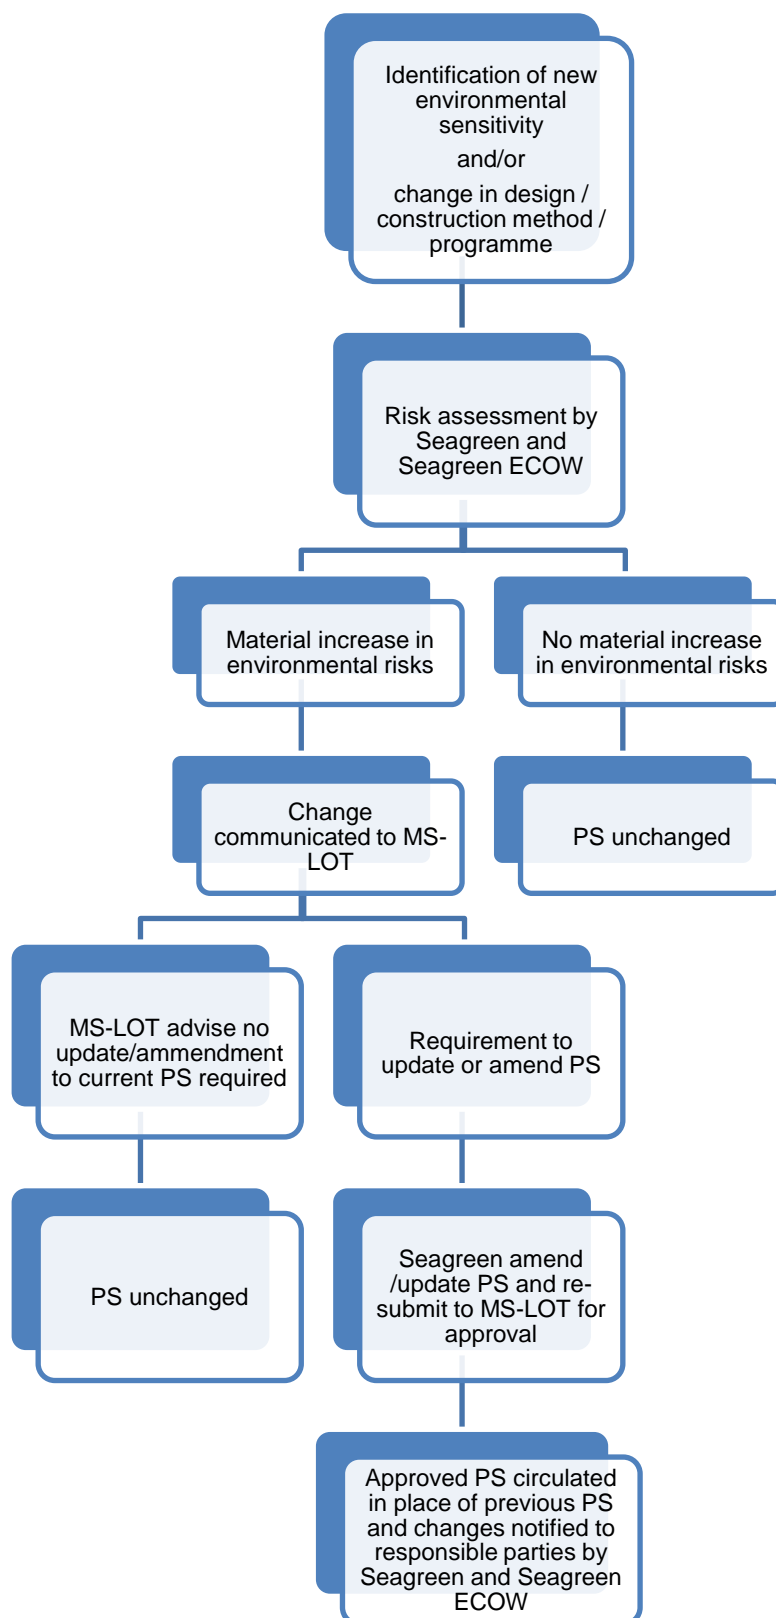 Identification of new
environmental
sensitivity
and/or
change in design /
construction method /
programme
Risk assessment by
Seagreen and
Seagreen ECOW
Material increase in
environmental risks
No material increase
in environmental risks
Change
communicated to MS-
LOT
PS unchanged
MS-LOT advise no
update/ammendment
to current PS required
Requirement to
update or amend PS
PS unchanged
Seagreen amend
/update PS and re-
submit to MS-LOT for
approval
Approved PS circulated
in place of previous PS
and changes notified to
responsible parties by
Seagreen and Seagreen
ECOW